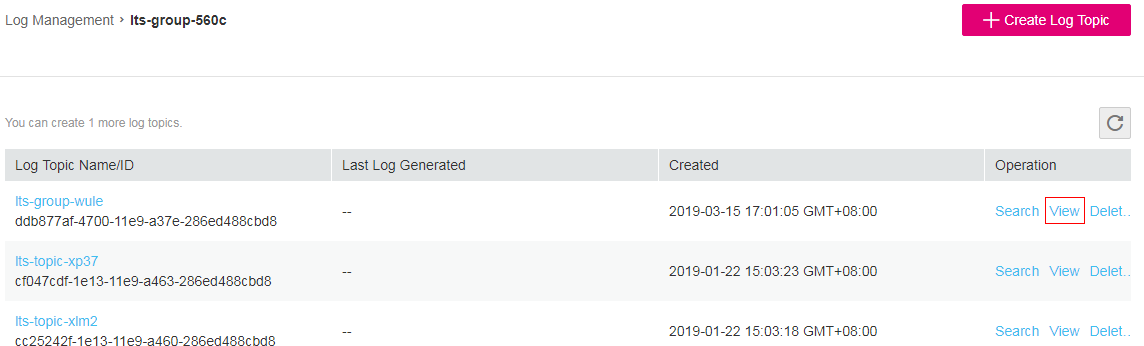 Log Management > lts-group-560c
+ Create Log Topic
You can create 1 more log topics.
Log Topic Name/ID Last Log Generated Created Operation
lts-group-wule
ddb877af-4700-11e9-a37e-286ed488cbd8 -- 2019-03-15 17:01:05 GMT+08:00 Search View Delet..
lts-topic-xp37
cf047cdf-1e13-11e9-a463-286ed488cbd8 -- 2019-01-22 15:03:23 GMT+08:00 Search View Delet..
lts-topic-xlm2
cc25242f-1e13-11e9-a460-286ed488cbd8 -- 2019-01-22 15:03:18 GMT+08:00 Search View Delet..